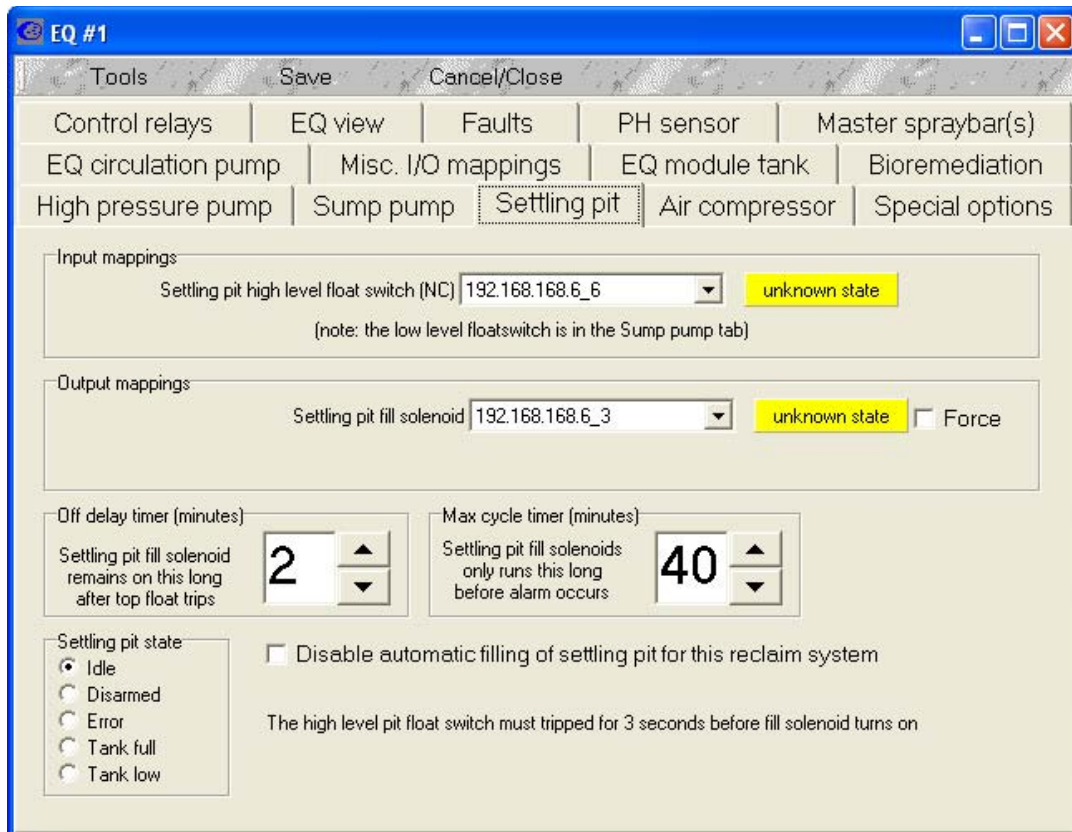 EQ #1
Tools Save Cancel/Close
Control relays EQ view Faults PH sensor Master spraybar(s)
EQ circulation pump Misc. I/O mappings EQ module tank Bioremediation
High pressure pump Sump pump Settling pit Air compressor Special options
Input mappings
Settling pit high level float switch (NC) 192.168.168.6_6 unknown state
(note: the low level floatswitch is in the Sump pump tab)
Output mappings
Settling pit fill solenoid 192.168.168.6_3 unknown state Force
Off delay timer (minutes)
Settling pit fill solenoid
remains on this long
after top float trips
2
Max cycle timer (minutes)
Settling pit fill solenoids
only runs this long
before alarm occurs
40
Settling pit state
Idle
Disarmed
Error
Tank full
Tank low
Disable automatic filling of settling pit for this reclaim system
The high level pit float switch must tripped for 3 seconds before fill solenoid turns on